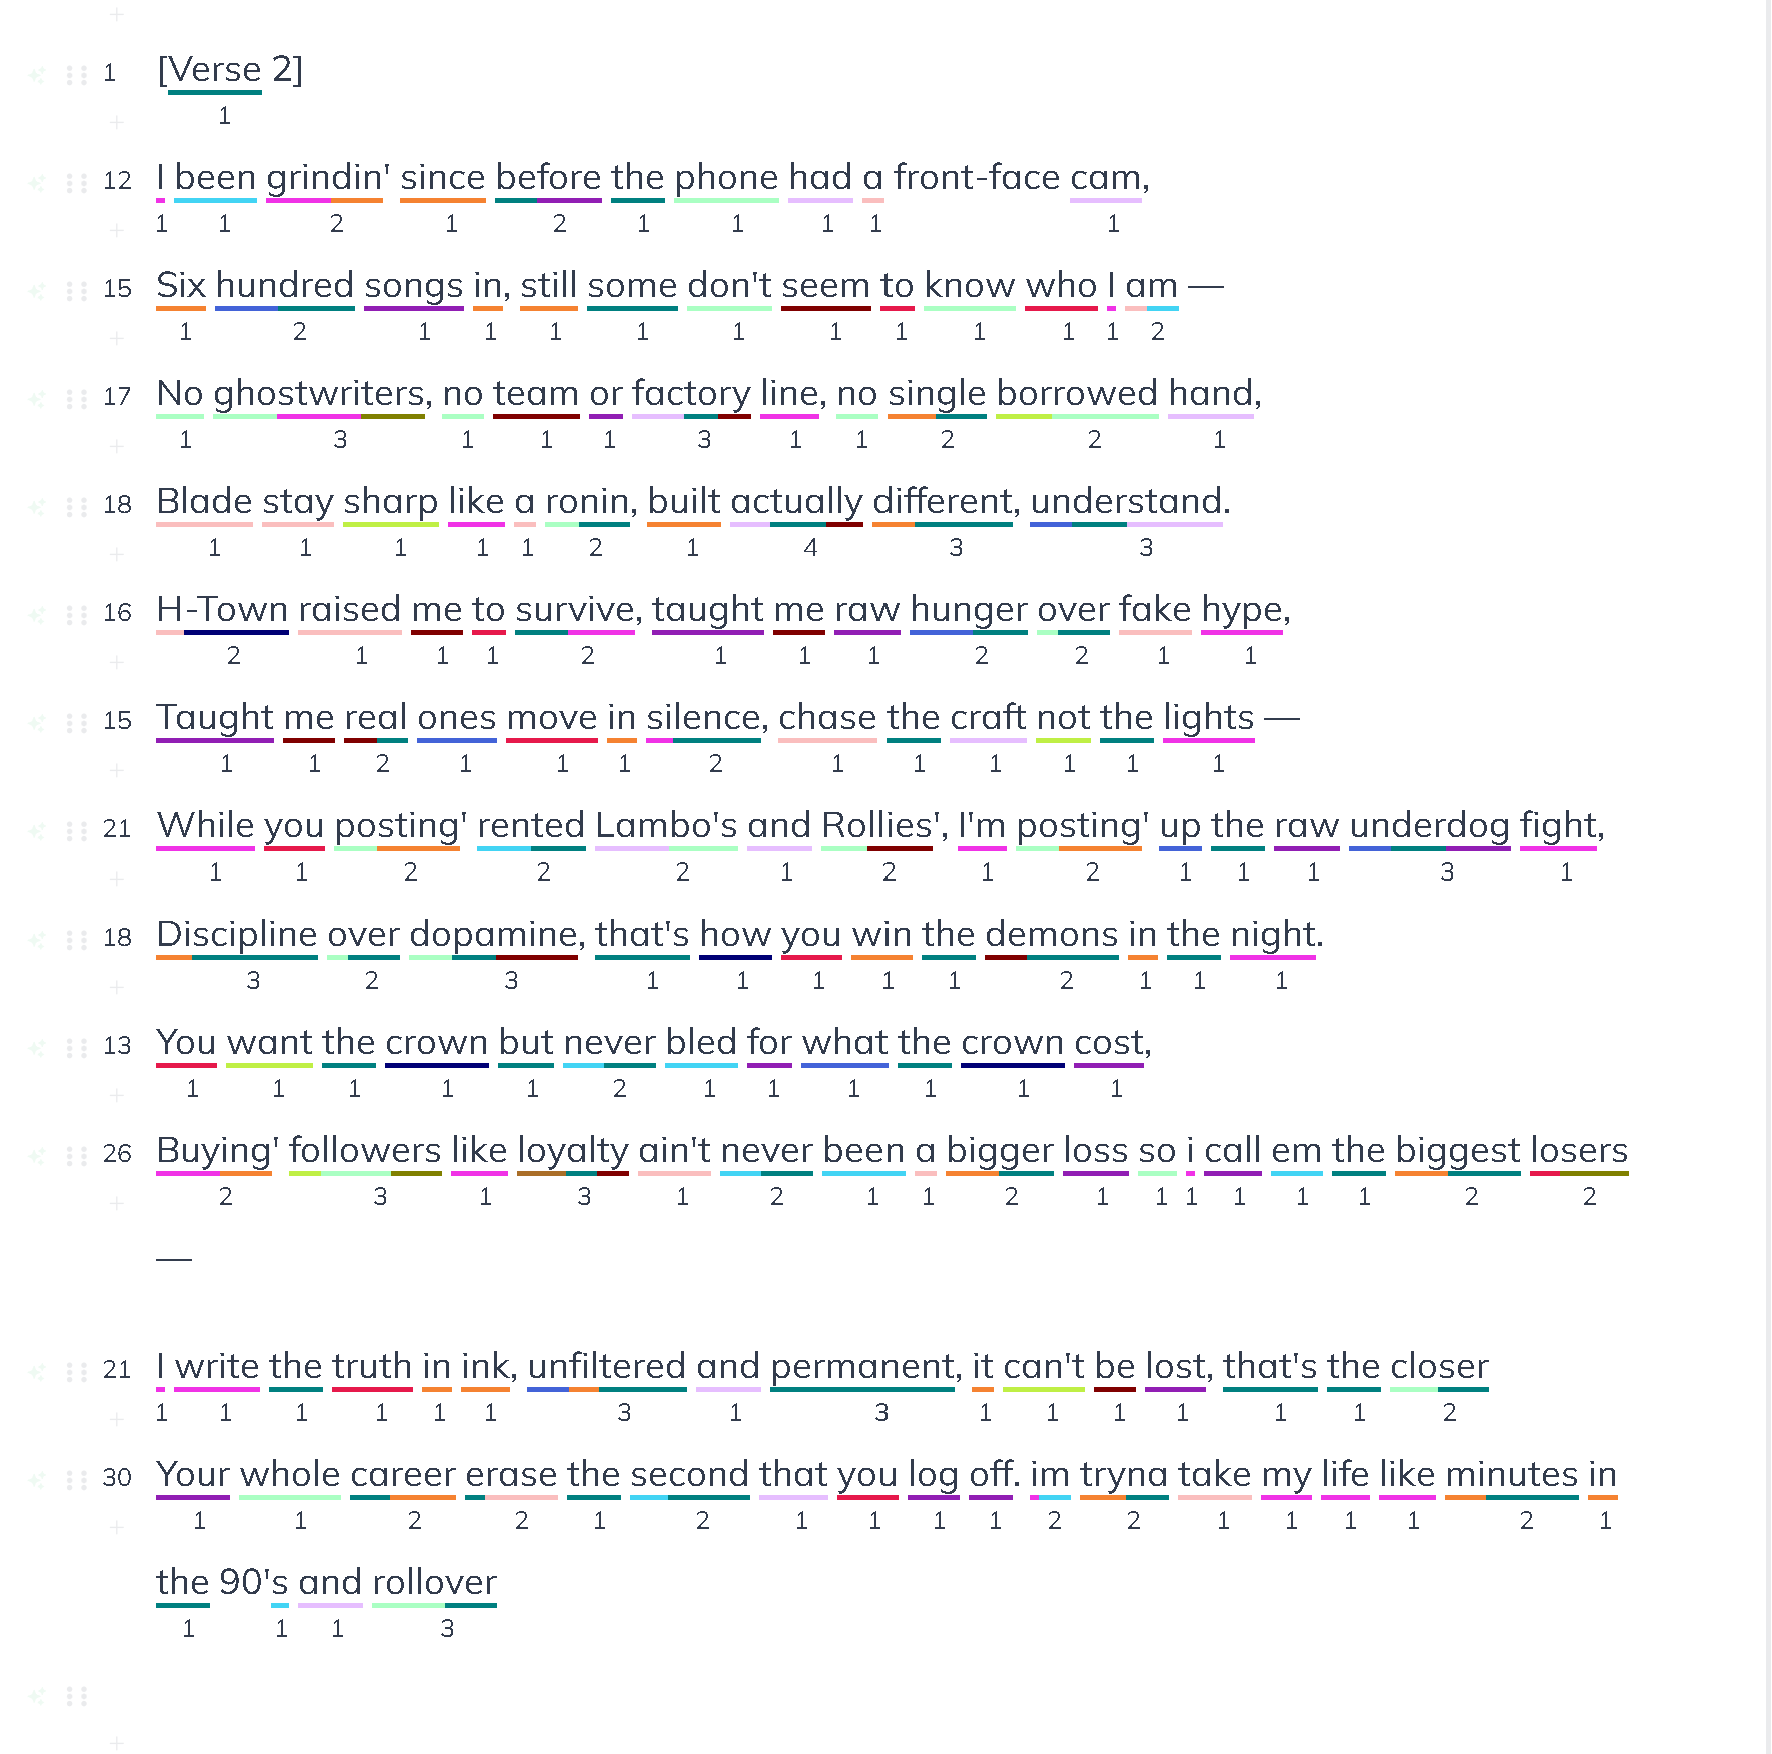 1 [Verse 2]
1
12 I been grindin' since before the phone had a front-face cam,
1 1 2 1 2 1 1 1 1 1
15 Six hundred songs in, still some don't seem to know who I am —
1 2 1 1 1 1 1 1 1 1 1 1 2
17 No ghostwriters, no team or factory line, no single borrowed hand,
1 3 1 1 1 3 1 1 2 2 1
18 Blade stay sharp like a ronin, built actually different, understand.
1 1 1 1 1 2 1 4 3 3
16 H-Town raised me to survive, taught me raw hunger over fake hype,
2 1 1 1 2 1 1 1 2 2 1 1
15 Taught me real ones move in silence, chase the craft not the lights —
1 1 2 1 1 1 2 1 1 1 1 1 1
21 While you posting' rented Lambo's and Rollies', I'm posting' up the raw underdog fight,
1 1 2 2 2 1 2 1 2 1 1 1 3 1
18 Discipline over dopamine, that's how you win the demons in the night.
3 2 3 1 1 1 1 1 2 1 1 1
13 You want the crown but never bled for what the crown cost,
1 1 1 1 1 2 1 1 1 1 1 1
26 Buying' followers like loyalty ain't never been a bigger loss so i call em the biggest losers
2 3 1 3 1 2 1 1 2 1 1 1 1 1 1 2 2
—
21 I write the truth in ink, unfiltered and permanent, it can't be lost, that's the closer
1 1 1 1 1 1 3 1 3 1 1 1 1 1 1 2
30 Your whole career erase the second that you log off. im tryna take my life like minutes in
1 1 2 2 1 2 1 1 1 1 2 2 1 1 1 1 2 1
the 90's and rollover
1 1 1 3